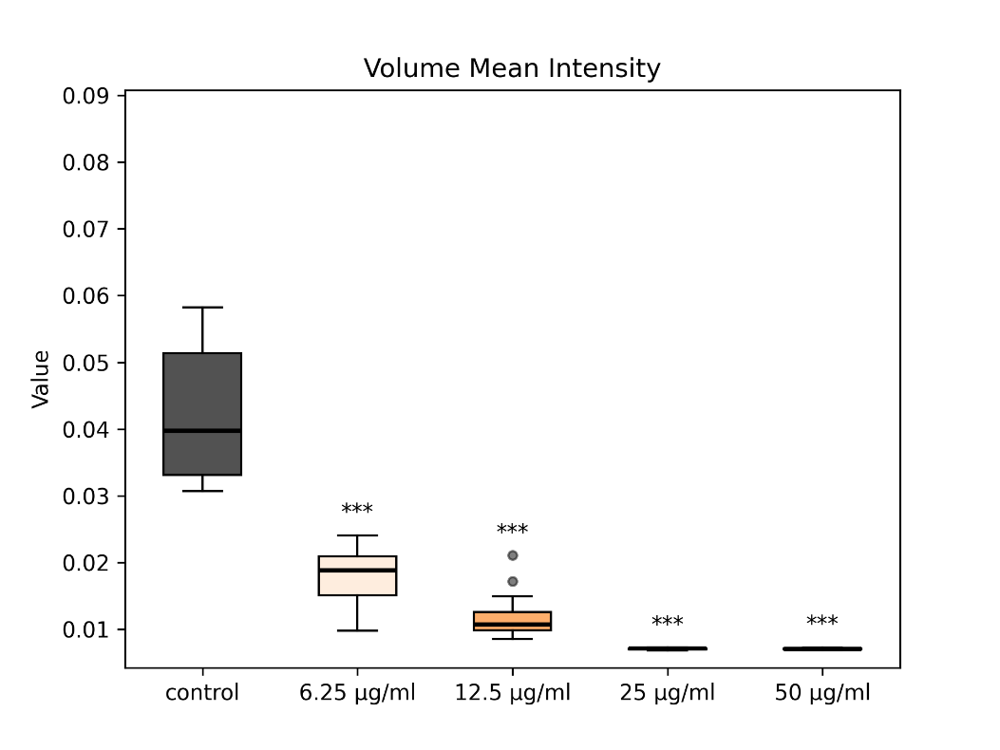 Volume Mean Intensity
0.09
0.08
0.07
0.06
0.05
0.04
0.03
0.02
0.01
Value
***
***
***
***
control
6.25 µg/ml
12.5 µg/ml
25 µg/ml
50 µg/ml